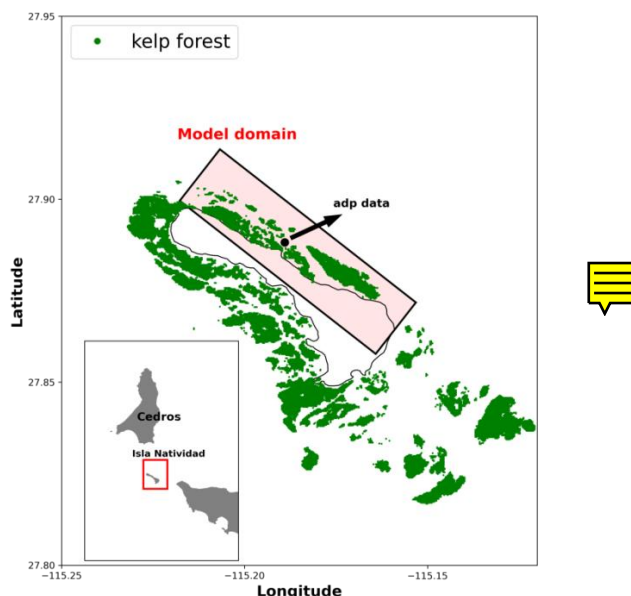 27.95
kelp forest
Model domain
27.90
adp data
Latitude
27.85
Cedros
Isla Natividad
27.80
−115.25
−115.20
−115.15
Longitude